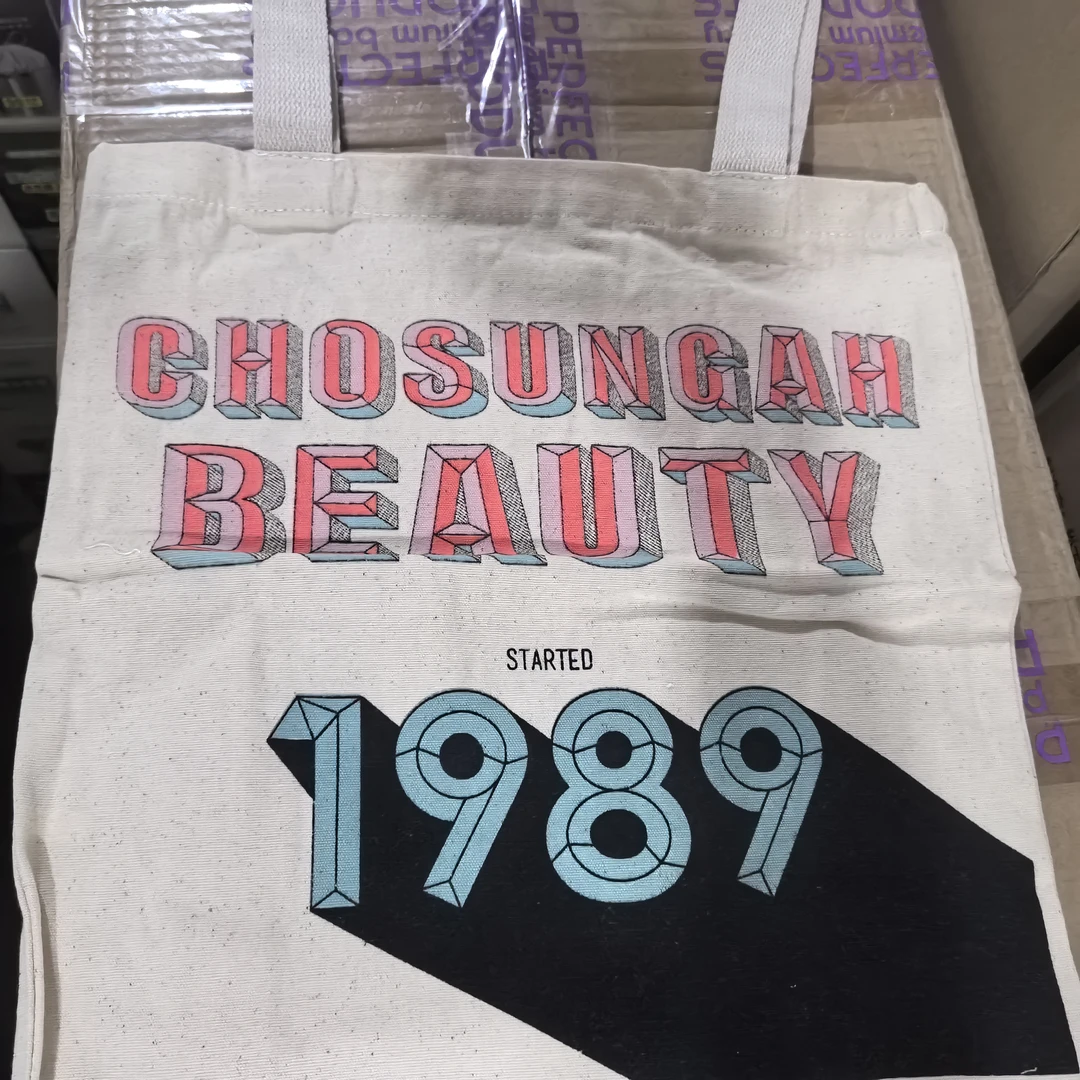 CHOSUNGAH
BEAUTY
STARTED
1989